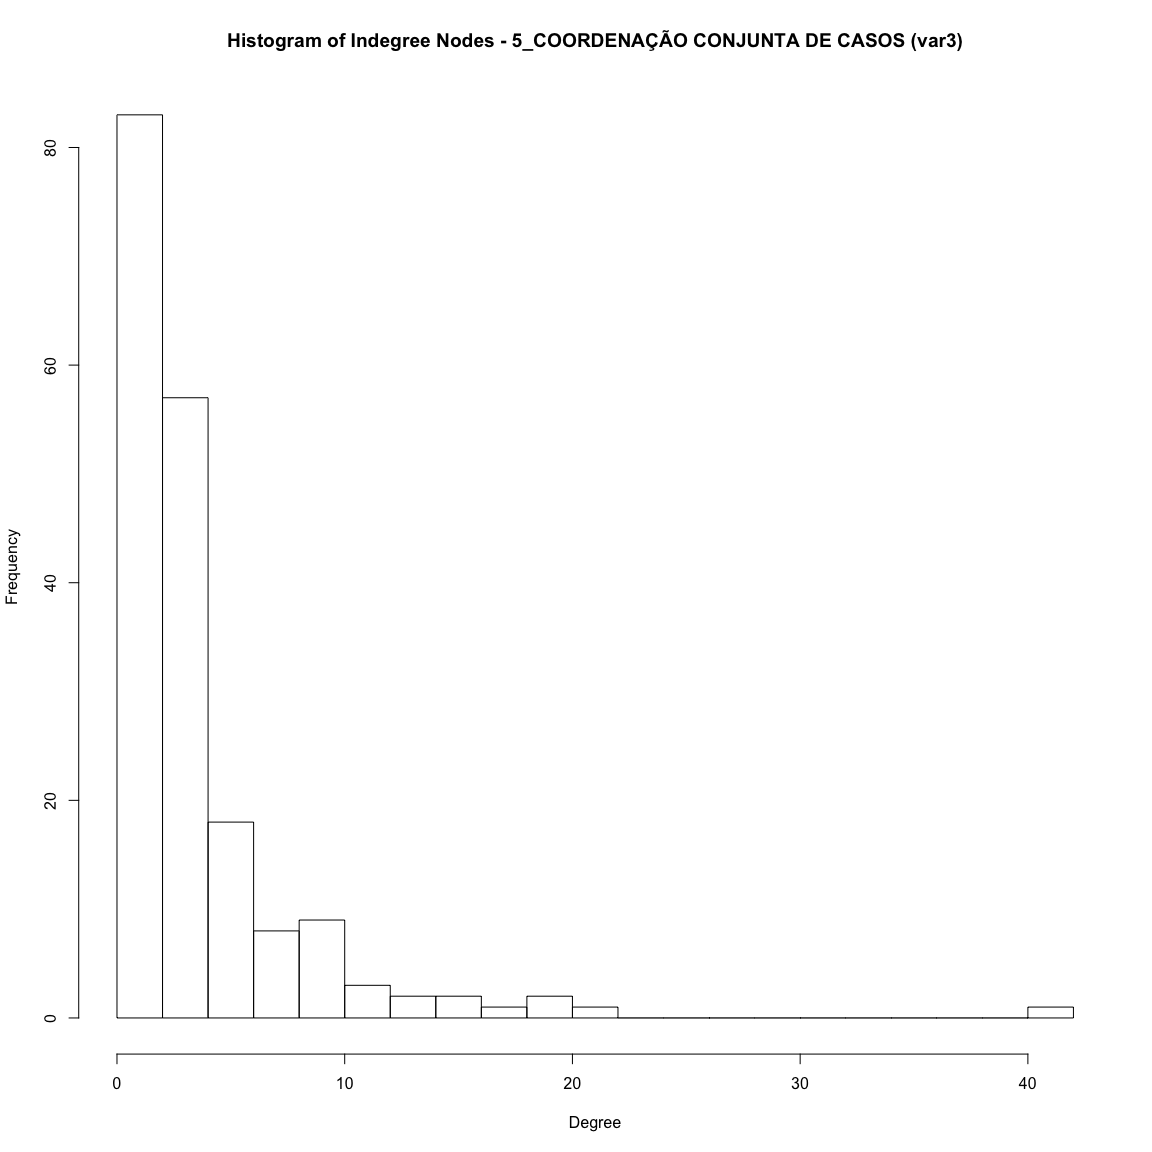 Histogram of Indegree Nodes - 5_COORDENAÇÃO CONJUNTA DE CASOS (var3)
80
60
40
20
0
Frequency
0 10 20 30 40
Degree